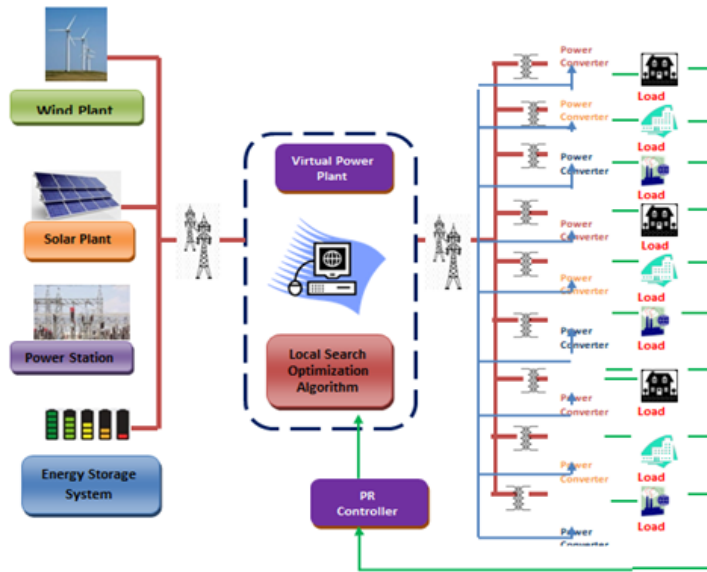 Wind Plant
Solar Plant
Power Station
Energy Storage
System
Virtual Power
Plant
Local Search
Optimization
Algorithm
PR
Controller
Power
Converter
Load
Power
Converter
Load
Power
Converter
Load
Power
Converter
Load
Power
Converter
Load
Power
Converter
Load
Power
Converter
Load
Power
Converter
Load
Power
Converter
Load